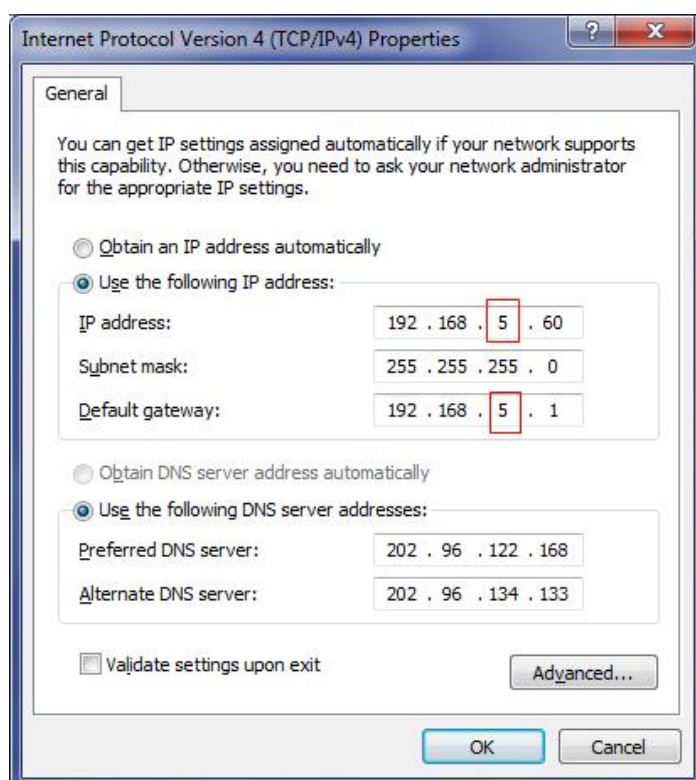 Internet Protocol Version 4 (TCP/IPv4) Properties
General
You can get IP settings assigned automatically if your network supports
this capability. Otherwise, you need to ask your network administrator
for the appropriate IP settings.
Obtain an IP address automatically
Use the following IP address:
IP address: 192 . 168 . 5 . 60
Subnet mask: 255 . 255 . 255 . 0
Default gateway: 192 . 168 . 5 . 1
Obtain DNS server address automatically
Use the following DNS server addresses:
Preferred DNS server: 202 . 96 . 122 . 168
Alternate DNS server: 202 . 96 . 134 . 133
Validate settings upon exit
Advanced...
OK Cancel